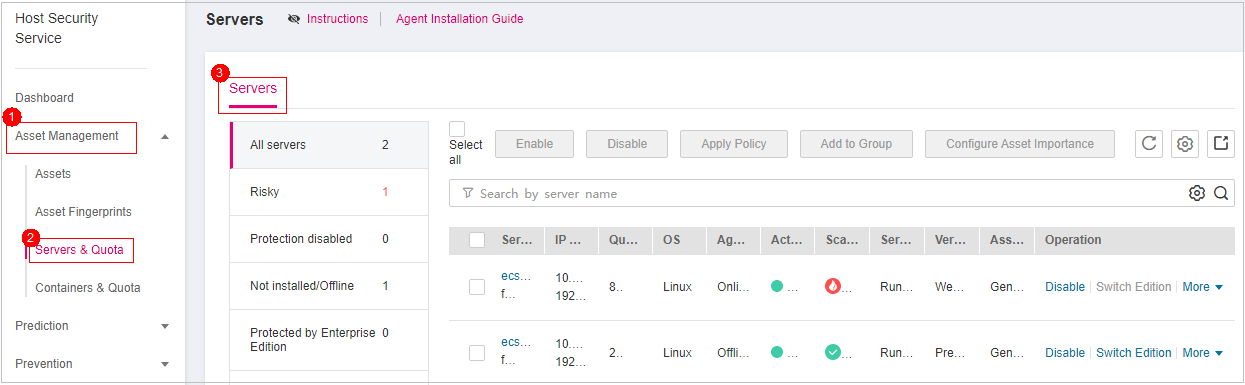 Host Security
Service
Dashboard
1
Asset Management
Assets
Asset Fingerprints
2
Servers & Quota
Containers & Quota
Prediction
Prevention
Servers Instructions Agent Installation Guide
3
Servers
All servers 2
Risky 1
Protection disabled 0
Not installed/Offline 1
Protected by Enterprise 0
Edition
Select
all
Enable Disable Apply Policy Add to Group Configure Asset Importance
Search by server name
Ser... IP ... Qu... OS Ag... Act... Sca... Ser... Ver... Ass... Operation
ecs... 10.... 8.. Linux Onli... ... ... Run... We... Gen... Disable Switch Edition More
f... 192...
ecs... 10.... 2.. Linux Offli... ... ... Run... Pre... Gen... Disable Switch Edition More
f... 192...